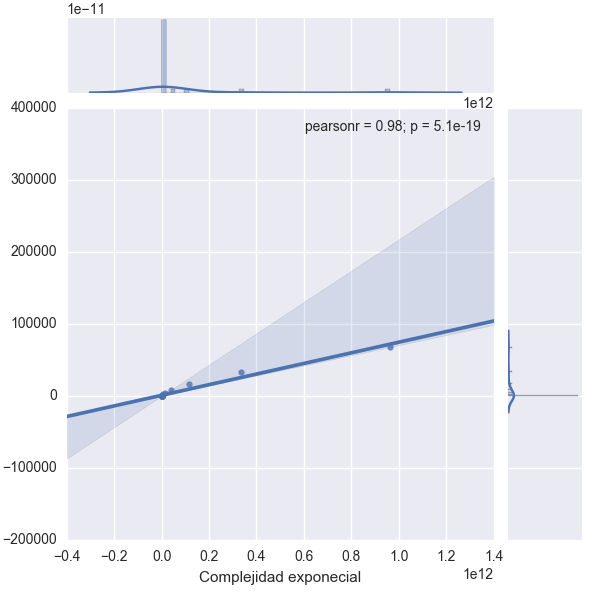 1e−11
1e12
400000
pearsonr = 0.98; p = 5.1e-19
300000
200000
100000
0
−100000
−200000
−0.4 −0.2 0.0 0.2 0.4 0.6 0.8 1.0 1.2 1.4
Complejidad exponecial
1e12